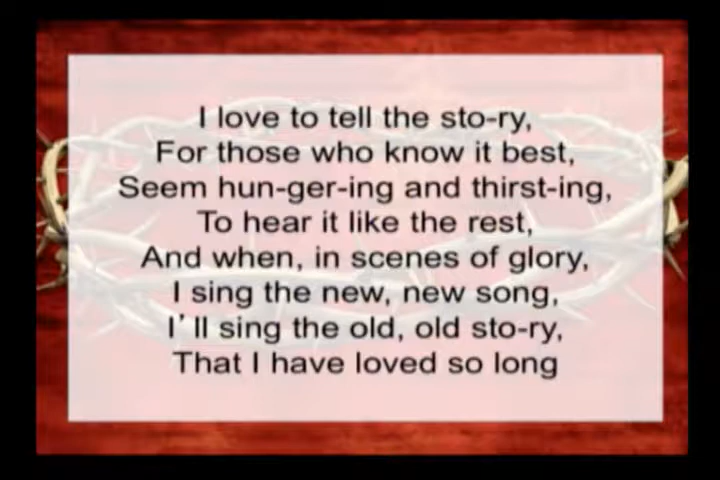 I love to tell the sto-ry,
For those who know it best,
Seem hun-ger-ing and thirst-ing,
To hear it like the rest,
And when, in scenes of glory,
I sing the new, new song,
I'll sing the old, old sto-ry,
That I have loved so long